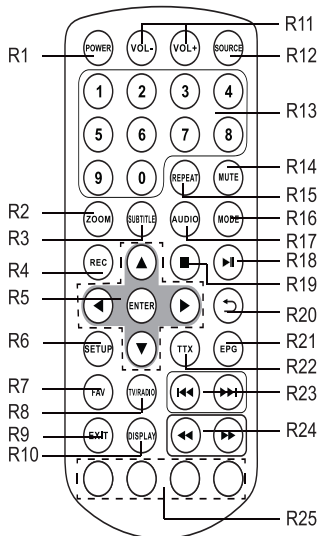 R11
R1 POWER VOL- VOL+ SOURCE R12
1 2 3 4 R13
5 6 7 8
9 0 REPEAT MUTE R14
R15
R2 ZOOM SUBTITLE AUDIO MODE R16
R3 R17
R4 REC R18
R19
R5 ENTER R20
R6 SETUP TTX EPG R21
R22
R7 FAV TV/RADIO R23
R8
R9 EXIT DISPLAY R24
R10
R25